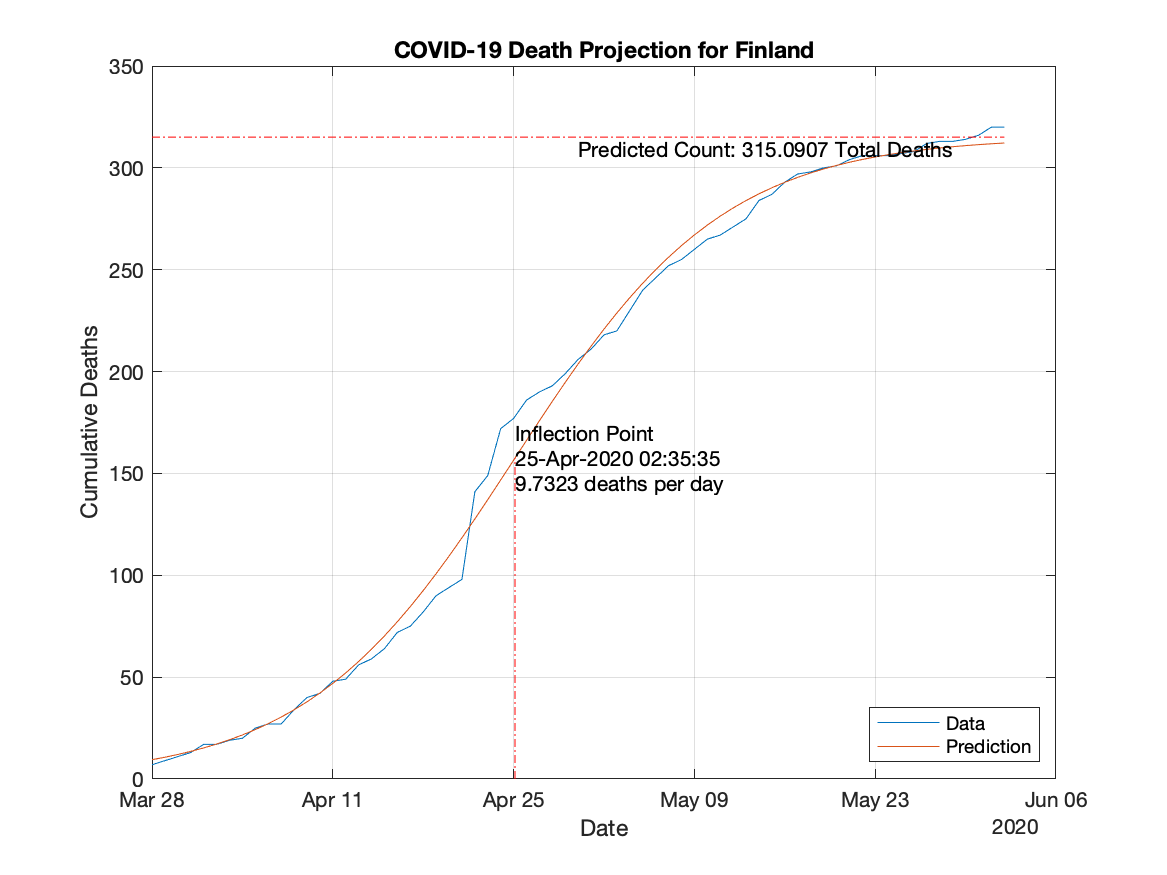 COVID-19 Death Projection for Finland
350
300
250
200
150
100
50
0
Cumulative Deaths
Predicted Count: 315.0907 Total Deaths
Inflection Point
25-Apr-2020 02:35:35
9.7323 deaths per day
Data
Prediction
Mar 28 Apr 11 Apr 25 May 09 May 23 Jun 06
Date
2020